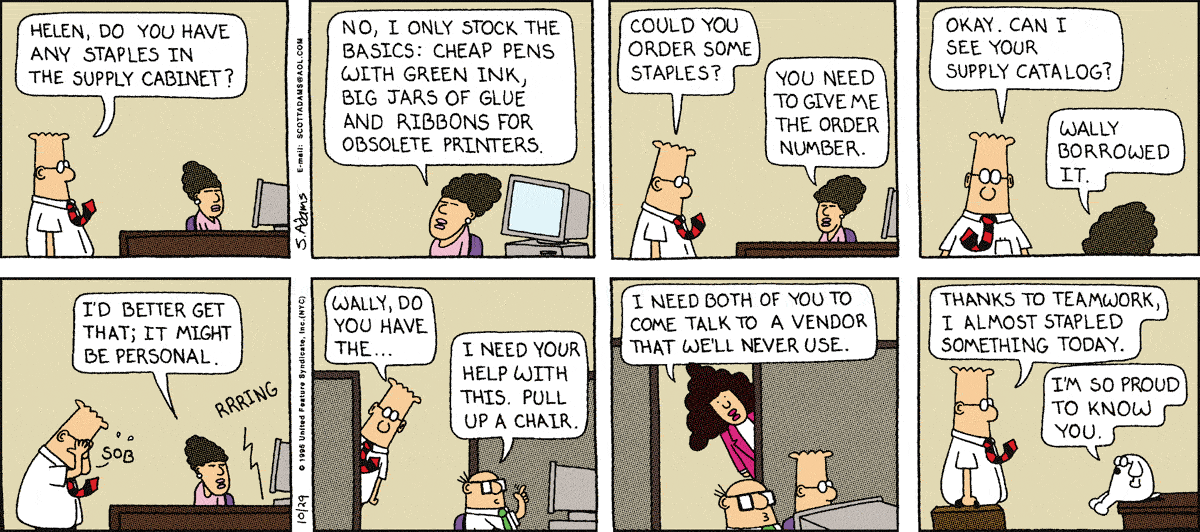 HELEN, DO YOU HAVE
ANY STAPLES IN
THE SUPPLY CABINET?
E-mail: SCOTTADAMS@AOL.COM
S. Adams
NO, I ONLY STOCK THE
BASICS: CHEAP PENS
WITH GREEN INK,
BIG JARS OF GLUE
AND RIBBONS FOR
OBSOLETE PRINTERS.
COULD YOU
ORDER SOME
STAPLES?
YOU NEED
TO GIVE ME
THE ORDER
NUMBER.
OKAY. CAN I
SEE YOUR
SUPPLY CATALOG?
WALLY
BORROWED
IT.
SOB
I'D BETTER GET
THAT; IT MIGHT
BE PERSONAL.
RRRING
10/29 © 1995 United Feature Syndicate, Inc. (NYC)
WALLY, DO
YOU HAVE
THE...
I NEED YOUR
HELP WITH
THIS. PULL
UP A CHAIR.
I NEED BOTH OF YOU TO
COME TALK TO A VENDOR
THAT WE'LL NEVER USE.
THANKS TO TEAMWORK,
I ALMOST STAPLED
SOMETHING TODAY.
I'M SO PROUD
TO KNOW
YOU.